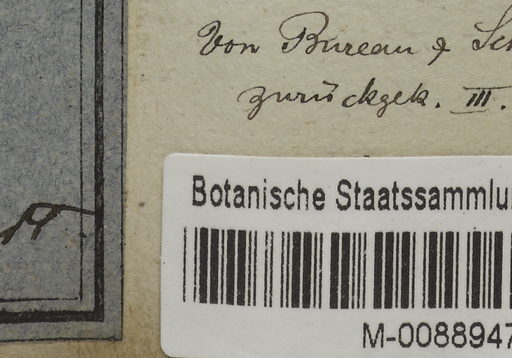 Von Bureau & Sch
zurückgek. III.
Botanische Staatssammlu
M-0088947